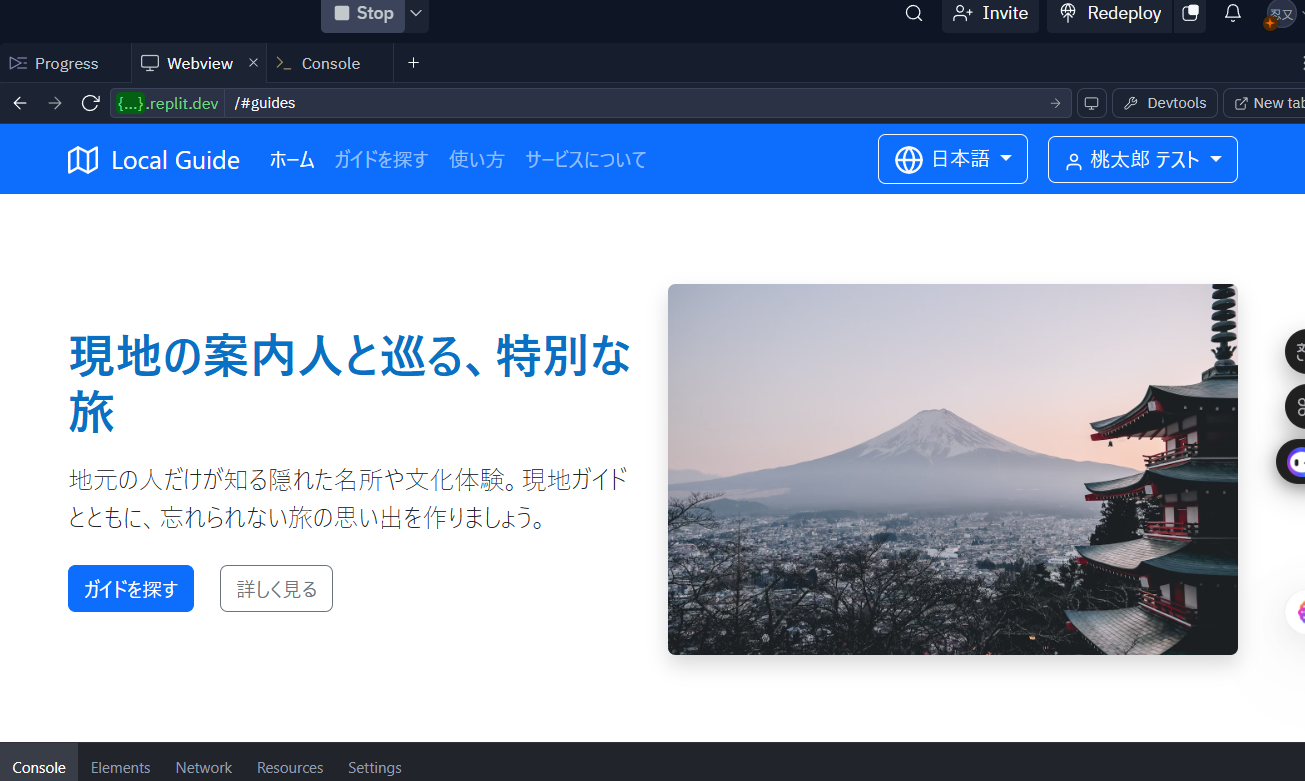 Stop
Invite
Redeploy
Progress
Webview
Console
{...}.replit.dev
/#guides
Devtools
New tab
Local Guide
ホーム
ガイドを探す
使い方
サービスについて
日本語
桃太郎 テスト
現地の案内人と巡る、特別な
旅
地元の人だけが知る隠れた名所や文化体験。現地ガイド
とともに、忘れられない旅の思い出を作りましょう。
ガイドを探す
詳しく見る
Console
Elements
Network
Resources
Settings